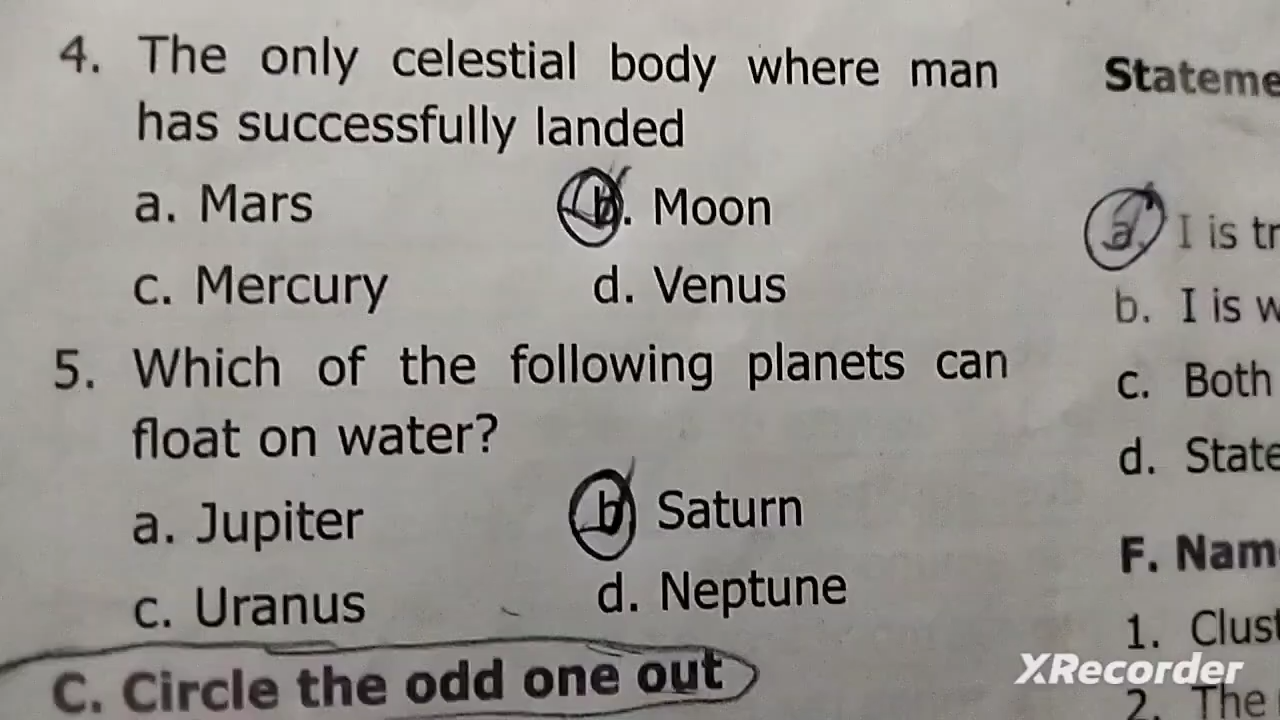 4. The only celestial body where man
has successfully landed
a. Mars
b. Moon
c. Mercury
d. Venus
5. Which of the following planets can
float on water?
a. Jupiter
b Saturn
c. Uranus
d. Neptune
C. Circle the odd one out
Stateme
a. I is tr
b. I is w
c. Both
d. State
F. Nam
1. Clust
2. The
XRecorder